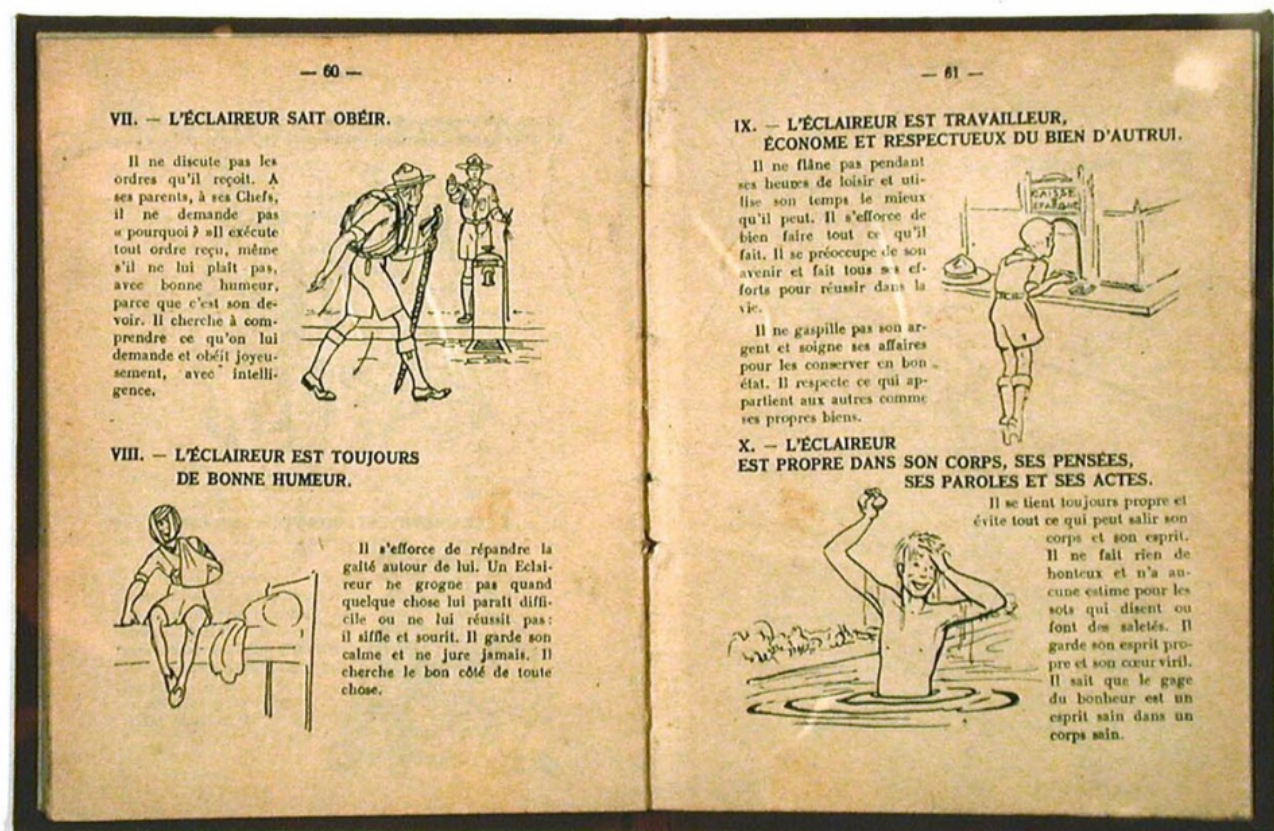 — 60 —
VII. — L'ÉCLAIREUR SAIT OBÉIR.
Il ne discute pas les
ordres qu'il reçoit. A
ses parents, à ses Chefs,
il ne demande pas
« pourquoi ? »Il exécute
tout ordre reçu, même
s'il ne lui plaît pas,
avec bonne humeur,
parce que c'est son de-
voir. Il cherche à com-
prendre ce qu'on lui
demande et obéit joyeu-
sement, avec intelli-
gence.
VIII. — L'ÉCLAIREUR EST TOUJOURS
DE BONNE HUMEUR.
Il s'efforce de répandre la
gaîté autour de lui. Un Eclai-
reur ne grogne pas quand
quelque chose lui paraît diffi-
cile ou ne lui réussit pas :
il siffle et sourit. Il garde son
calme et ne jure jamais. Il
cherche le bon côté de toute
chose.
— 61 —
IX. — L'ÉCLAIREUR EST TRAVAILLEUR,
ÉCONOME ET RESPECTUEUX DU BIEN D'AUTRUI.
Il ne flâne pas pendant
ses heures de loisir et uti-
lise son temps le mieux
qu'il peut. Il s'efforce de
bien faire tout ce qu'il
fait. Il se préoccupe de son
avenir et fait tous ses ef-
forts pour réussir dans la
vie.
Il ne gaspille pas son ar-
gent et soigne ses affaires
pour les conserver en bon
état. Il respecte ce qui ap-
partient aux autres comme
ses propres biens.
CAISSE
D'EPARGNE
X. — L'ÉCLAIREUR
EST PROPRE DANS SON CORPS, SES PENSÉES,
SES PAROLES ET SES ACTES.
Il se tient toujours propre et
évite tout ce qui peut salir son
corps et son esprit.
Il ne fait rien de
honteux et n'a au-
cune estime pour les
sots qui disent ou
font des saletés. Il
garde son esprit pro-
pre et son cœur viril.
Il sait que le gage
du bonheur est un
esprit sain dans un
corps sain.